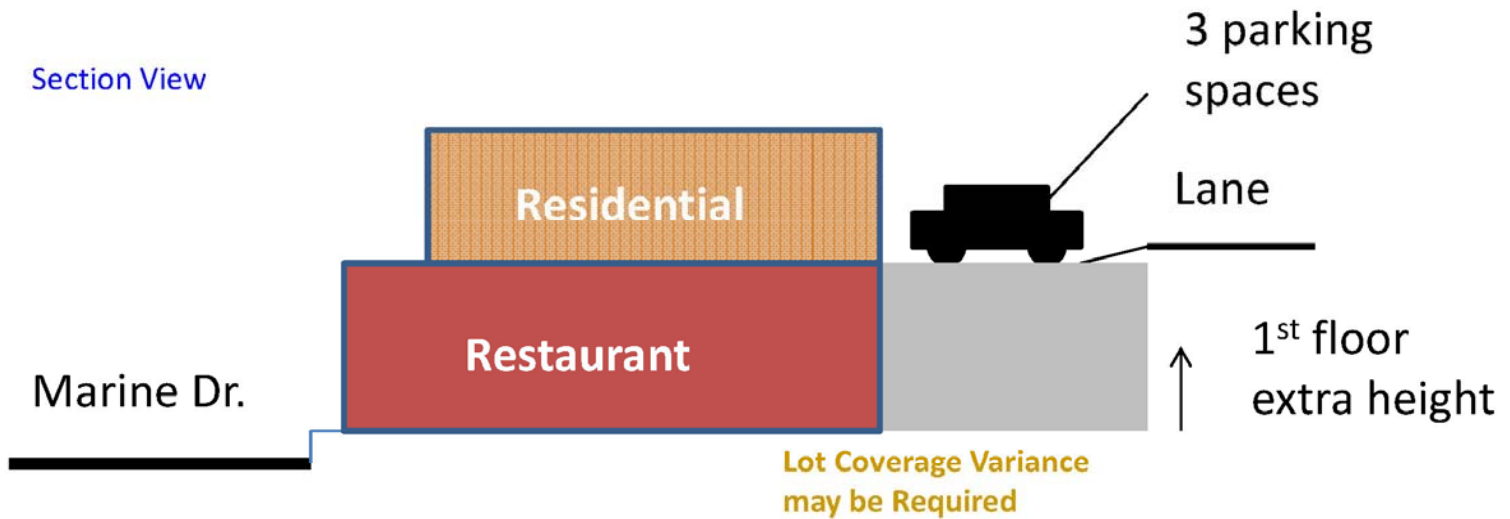 Section View
3 parking
spaces
Residential
Lane
Restaurant
1st floor
extra height
Marine Dr.
Lot Coverage Variance
may be Required